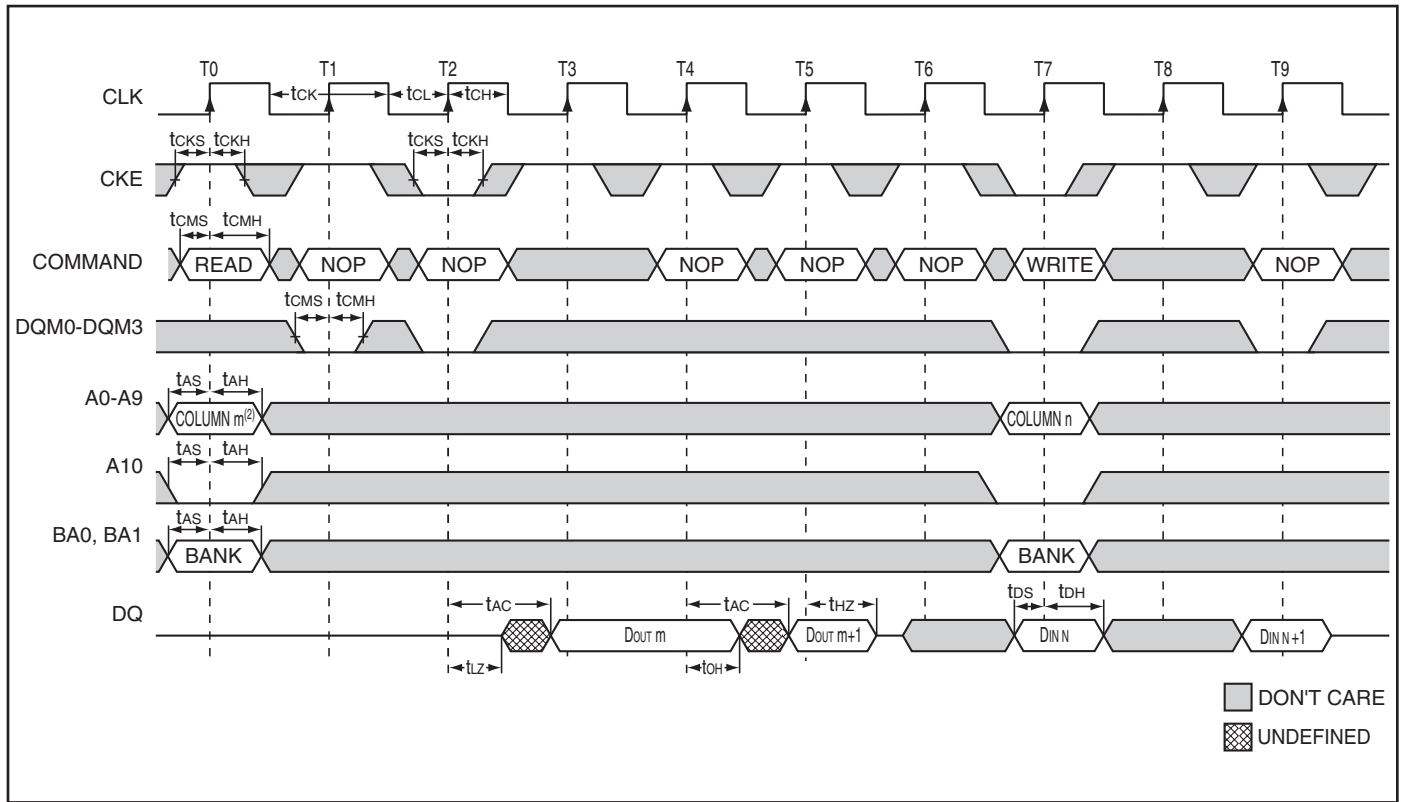 T0 T1 T2 T3 T4 T5 T6 T7 T8 T9
CLK
tCK tCL tCH
tCKS tCKH tCKS tCKH
CKE
tCMS tCMH
COMMAND READ NOP NOP NOP NOP NOP WRITE NOP
tCMS tCMH
DQM0-DQM3
tAS tAH
A0-A9 COLUMN m(2) COLUMN n
tAS tAH
A10
tAS tAH
BA0, BA1 BANK BANK
tAC tAC tHZ tDS tDH
DQ DOUT m DOUT m+1 DIN N DIN N+1
tLZ tOH
DON'T CARE
UNDEFINED